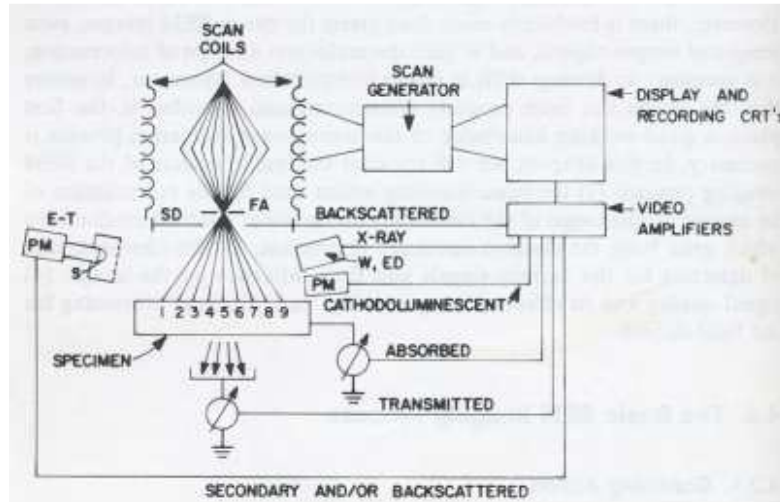 SCAN
COILS
SCAN
GENERATOR
DISPLAY AND
RECORDING CRT'S
E-T
PM
S
SD
FA
BACKSCATTERED
VIDEO
AMPLIFIERS
X-RAY
W, ED
PM
CATHODOLUMINESCENT
1 2 3 4 5 6 7 8 9
SPECIMEN
ABSORBED
TRANSMITTED
SECONDARY AND/OR BACKSCATTERED